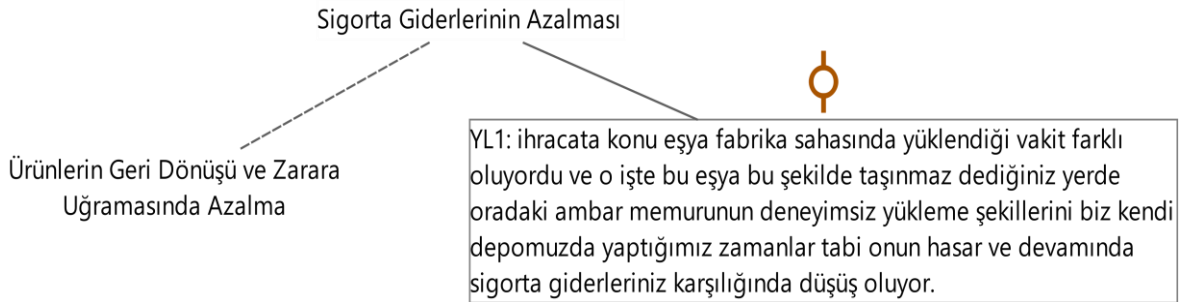 Sigorta Giderlerinin Azalması
Ürünlerin Geri Dönüşü ve Zarara
Uğramasında Azalma
YL1: ihracata konu eşya fabrika sahasında yüklendiği vakit farklı
oluyordu ve o işte bu eşya bu şekilde taşınmaz dediğiniz yerde
oradaki ambar memurunun deneyimsiz yükleme şekillerini biz kendi
depomuzda yaptığımız zamanlar tabi onun hasar ve devamında
sigorta giderleriniz karşılığında düşüş oluyor.